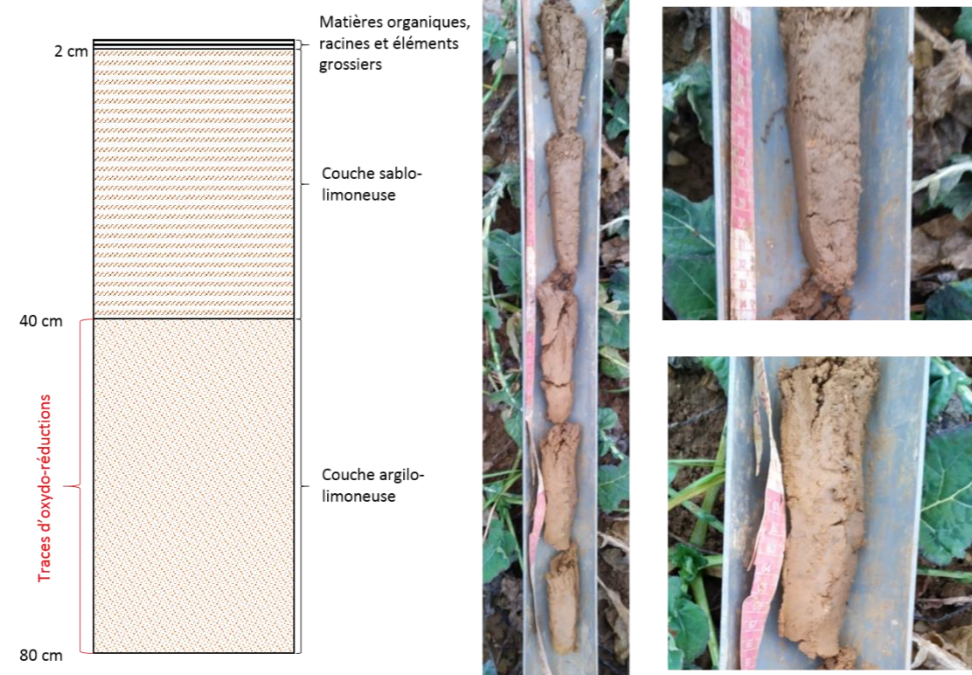 Matières organiques,
racines et éléments
grossiers
2 cm
Couche sablo-
limoneuse
40 cm
Traces d'oxydo-réductions
Couche argilo-
limoneuse
80 cm